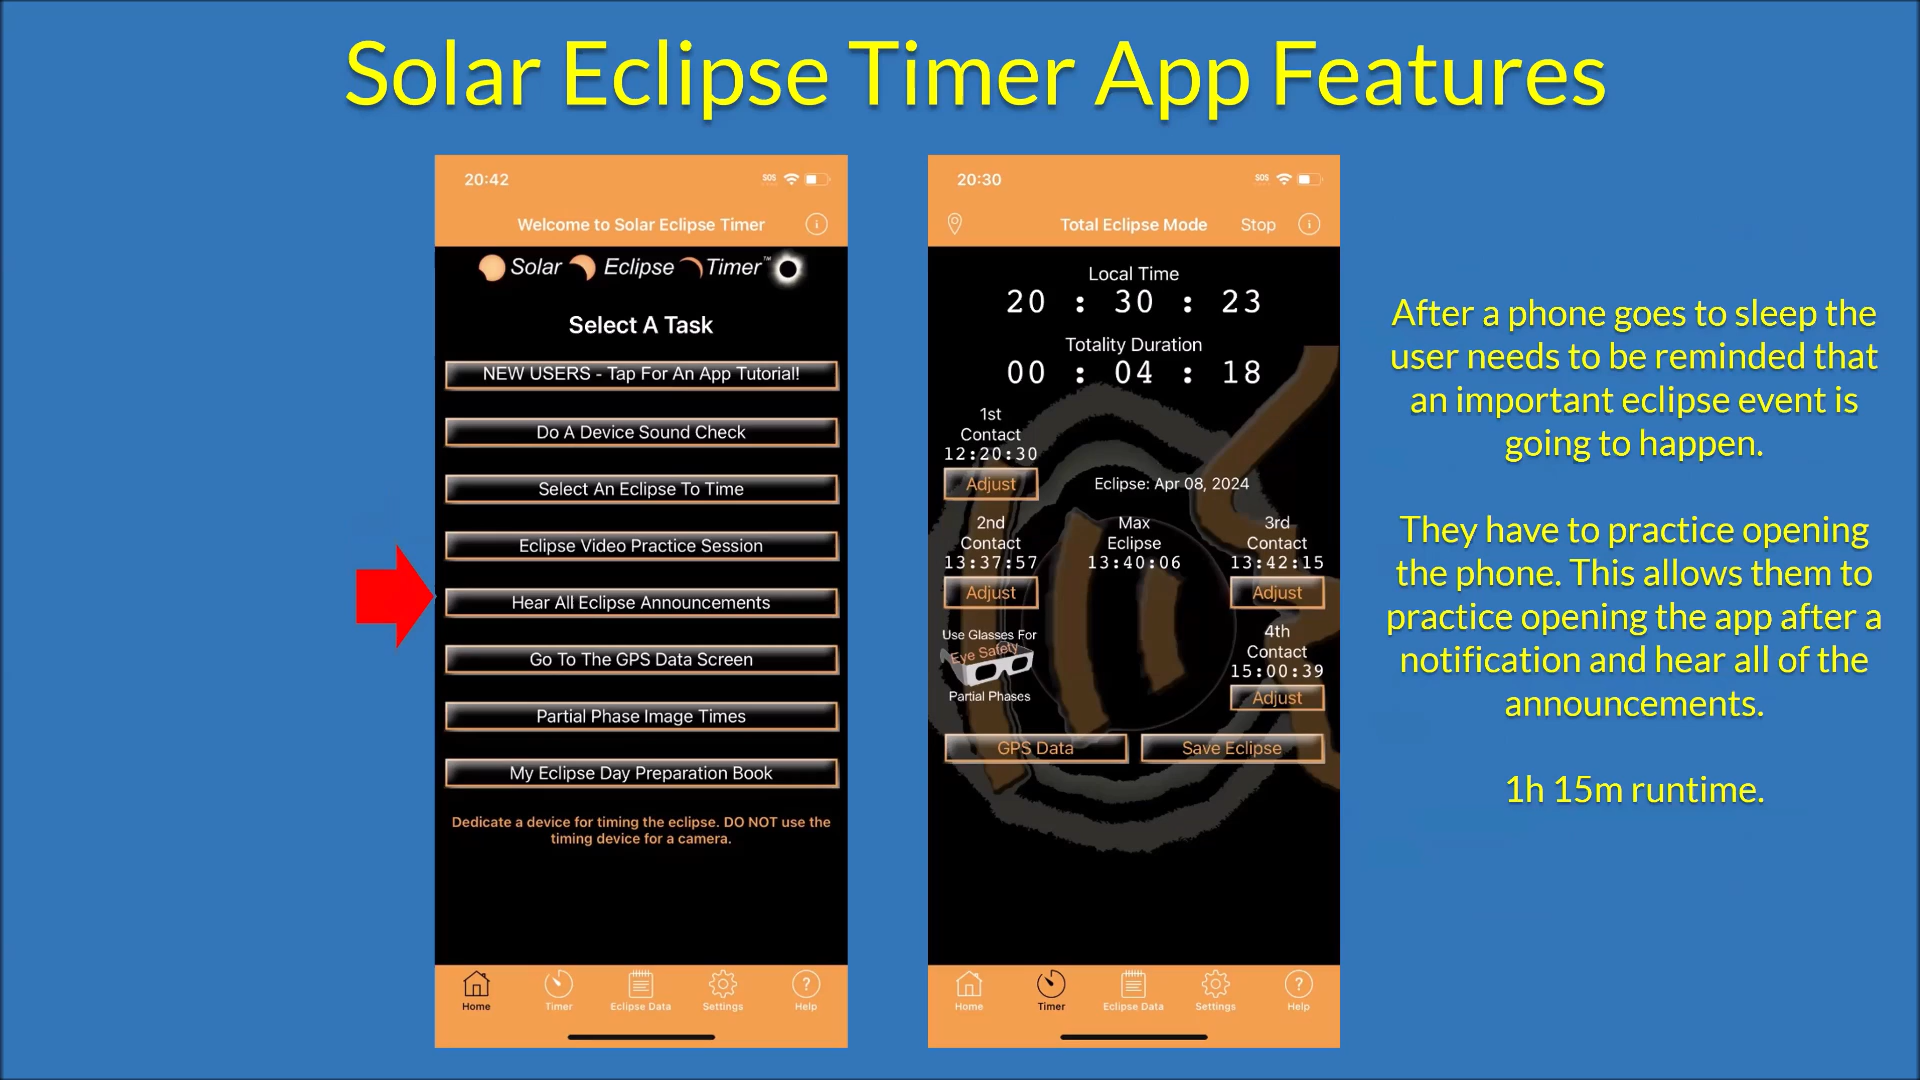 Solar Eclipse Timer App Features
20:42
SOS
Welcome to Solar Eclipse Timer
i
Solar Eclipse Timer™
Select A Task
NEW USERS - Tap For An App Tutorial!
Do A Device Sound Check
Select An Eclipse To Time
Eclipse Video Practice Session
Hear All Eclipse Announcements
Go To The GPS Data Screen
Partial Phase Image Times
My Eclipse Day Preparation Book
Dedicate a device for timing the eclipse. DO NOT use the
timing device for a camera.
Home Timer Eclipse Data Settings ? Help
20:30
SOS
Total Eclipse Mode Stop i
Local Time
20 : 30 : 23
Totality Duration
00 : 04 : 18
1st
Contact
12:20:30
Adjust
Eclipse: Apr 08, 2024
2nd
Contact
13:37:57
Adjust
Max
Eclipse
13:40:06
3rd
Contact
13:42:15
Adjust
Use Glasses For
Eye Safety
Partial Phases
4th
Contact
15:00:39
Adjust
GPS Data
Save Eclipse
Home Timer Eclipse Data Settings ? Help
After a phone goes to sleep the
user needs to be reminded that
an important eclipse event is
going to happen.
They have to practice opening
the phone. This allows them to
practice opening the app after a
notification and hear all of the
announcements.
1h 15m runtime.